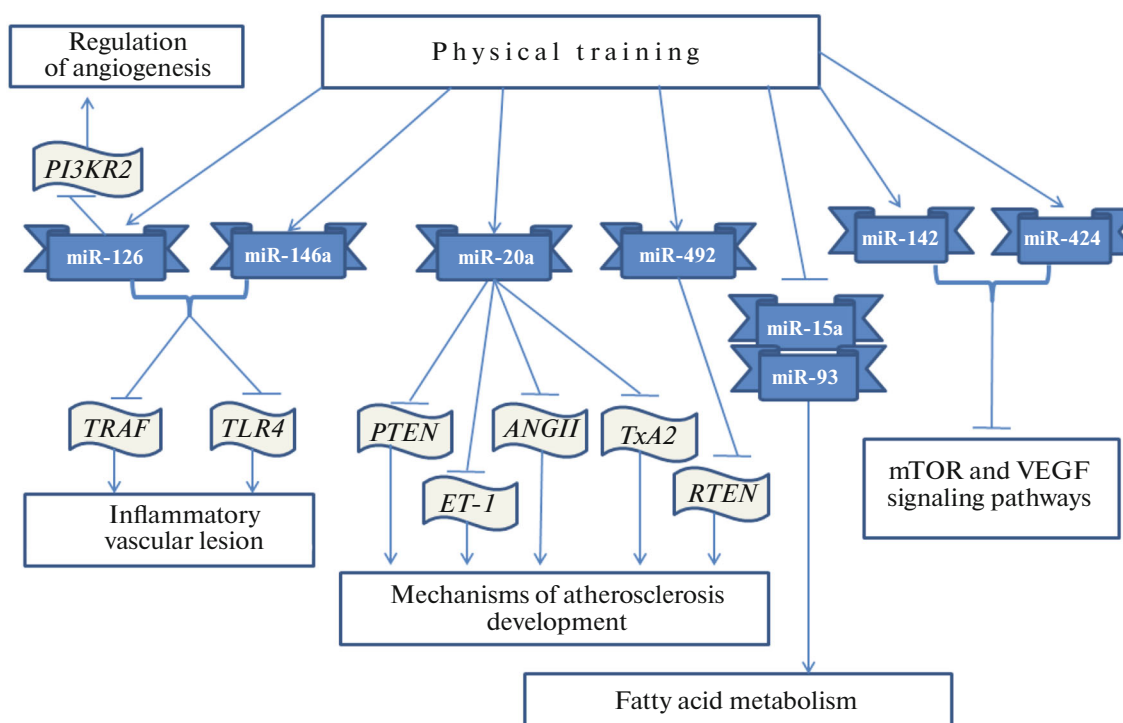 Regulation
of angiogenesis
Physical training
PI3KR2
miR-126
miR-146a
miR-20a
miR-492
miR-142
miR-424
miR-15a
miR-93
TRAF
TLR4
PTEN
ANGII
TxA2
ET-1
RTEN
mTOR and VEGF
signaling pathways
Inflammatory
vascular lesion
Mechanisms of atherosclerosis
development
Fatty acid metabolism